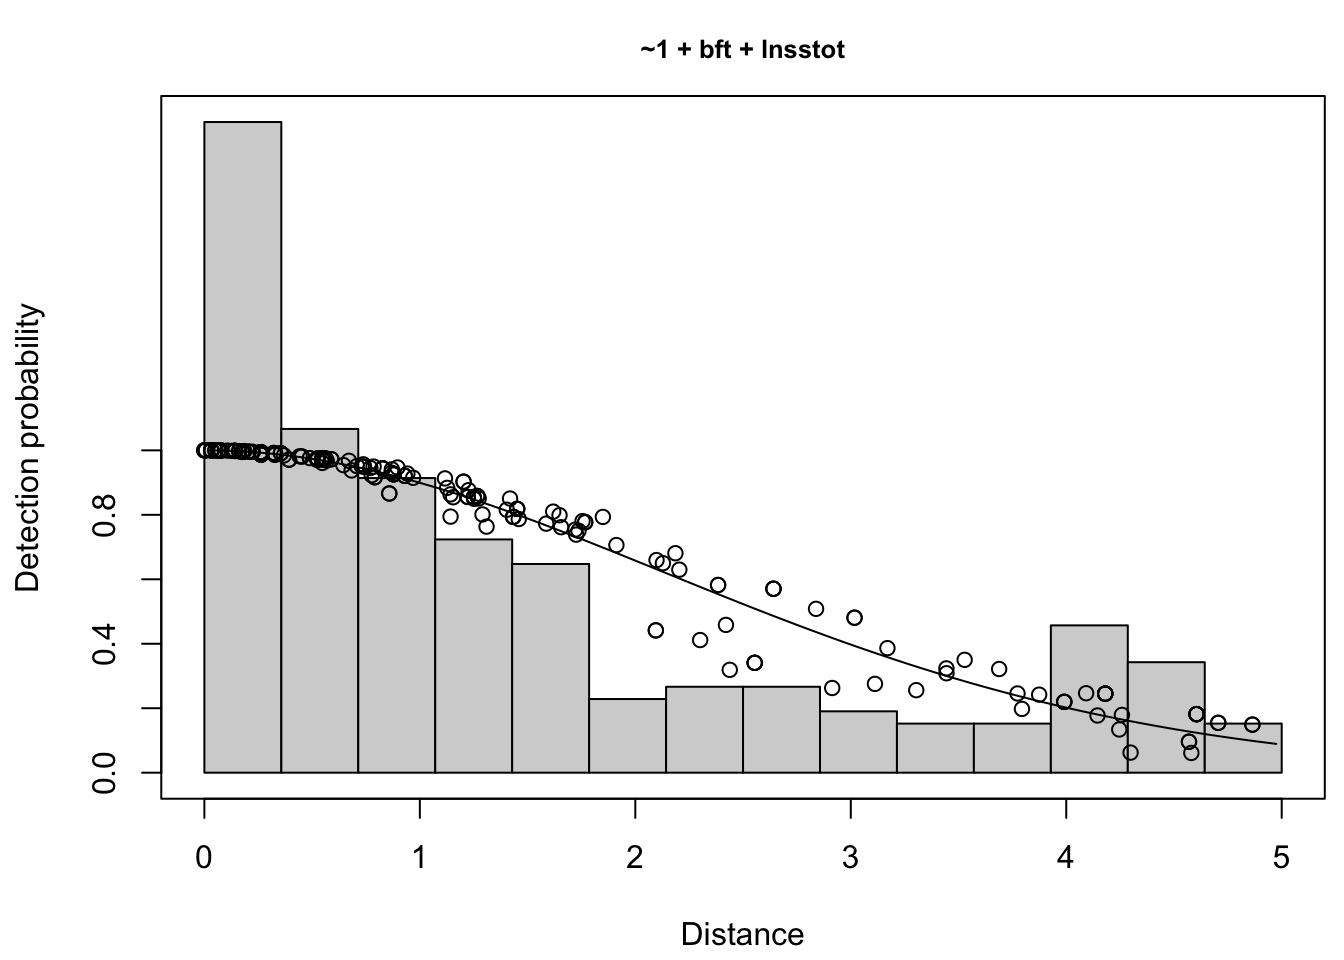 ~1 + bft + lnsstot
Detection probability
0.8
0.4
0.0
0 1 2 3 4 5
Distance